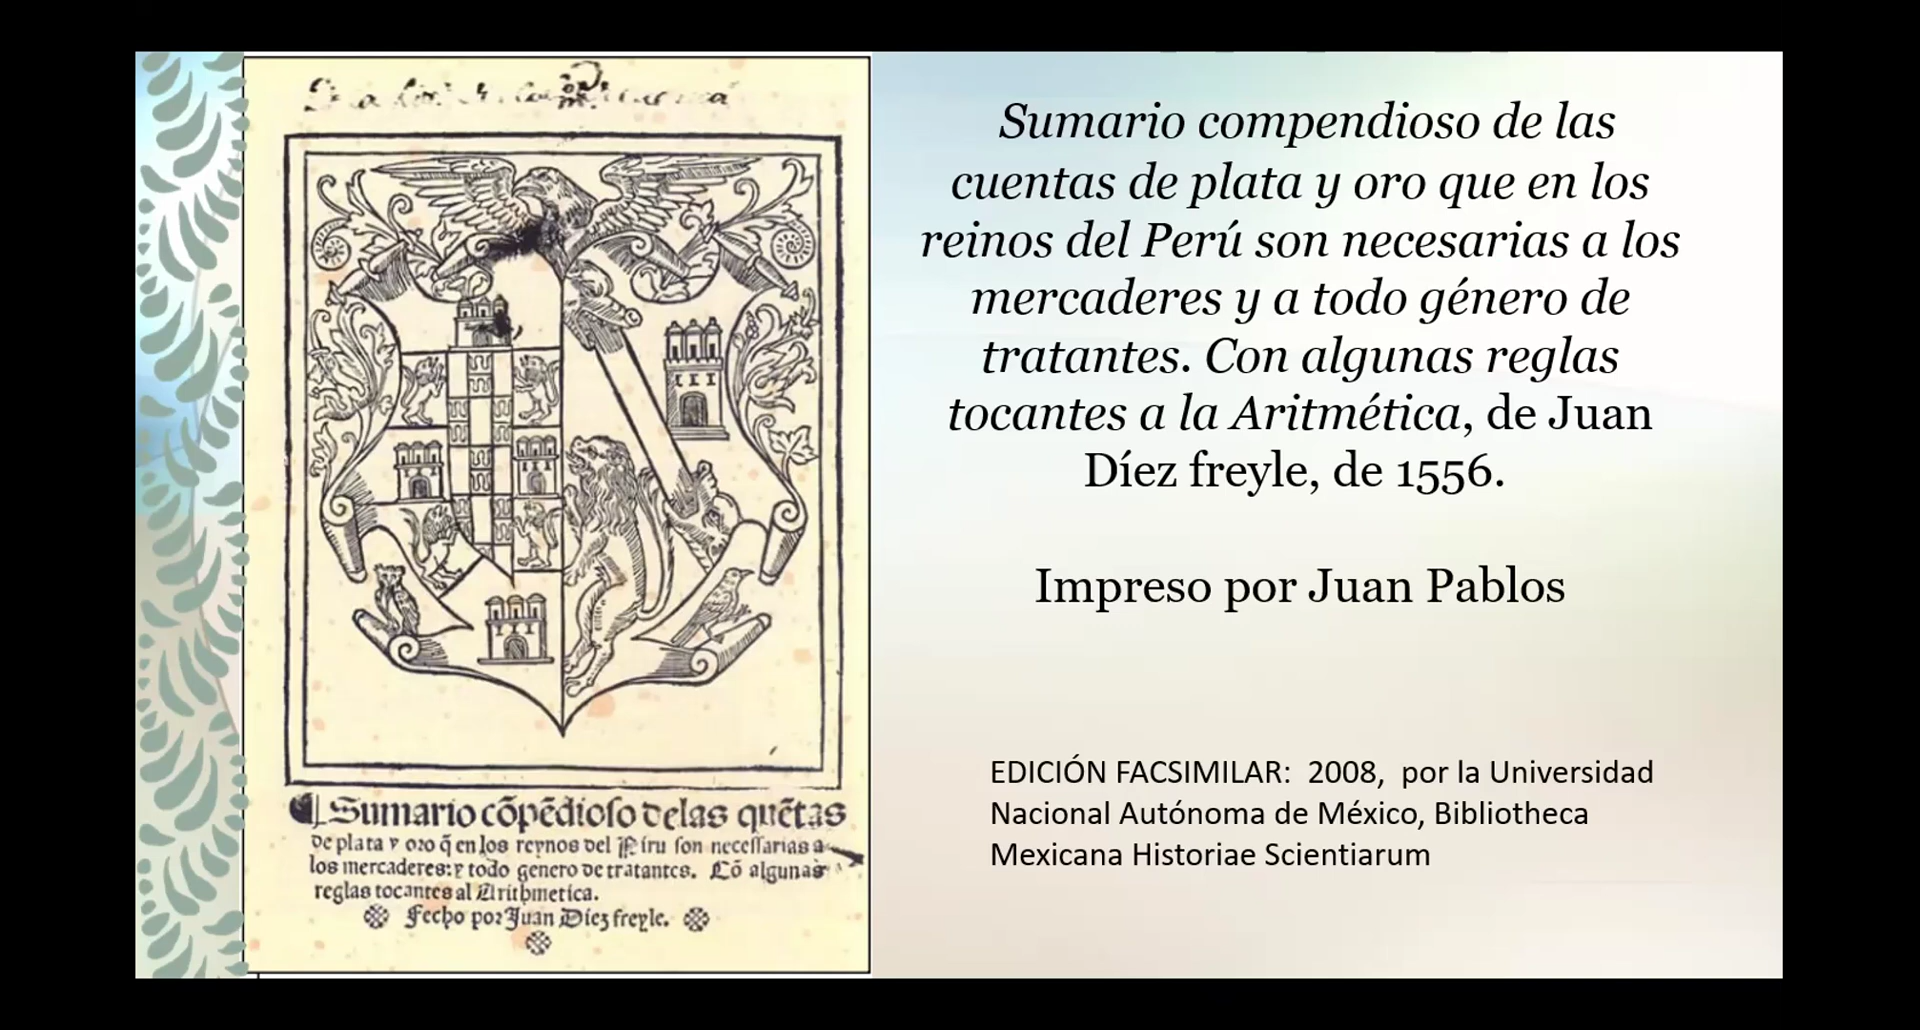 Sumario cõpẽdioso delas quẽtas
de plata y oro q̃ en los reynos del Piru son necessarias a
los mercaderes: y todo genero de tratantes. Cõ algunas
reglas tocantes al Arithmetica.
Fecho por Juan Díez freyle.
Sumario compendioso de las
cuentas de plata y oro que en los
reinos del Perú son necesarias a los
mercaderes y a todo género de
tratantes. Con algunas reglas
tocantes a la Aritmética, de Juan
Díez freyle, de 1556.
Impreso por Juan Pablos
EDICIÓN FACSIMILAR: 2008, por la Universidad
Nacional Autónoma de México, Bibliotheca
Mexicana Historiae Scientiarum